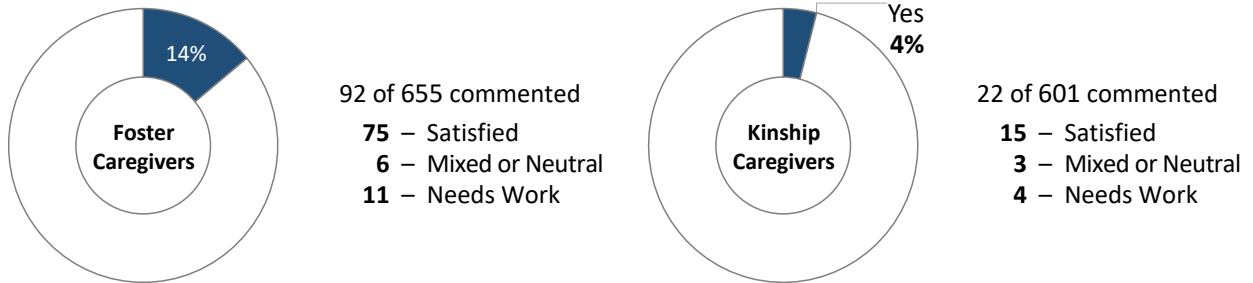 14%
Foster
Caregivers
92 of 655 commented
75 – Satisfied
6 – Mixed or Neutral
11 – Needs Work
Yes
4%
Kinship
Caregivers
22 of 601 commented
15 – Satisfied
3 – Mixed or Neutral
4 – Needs Work